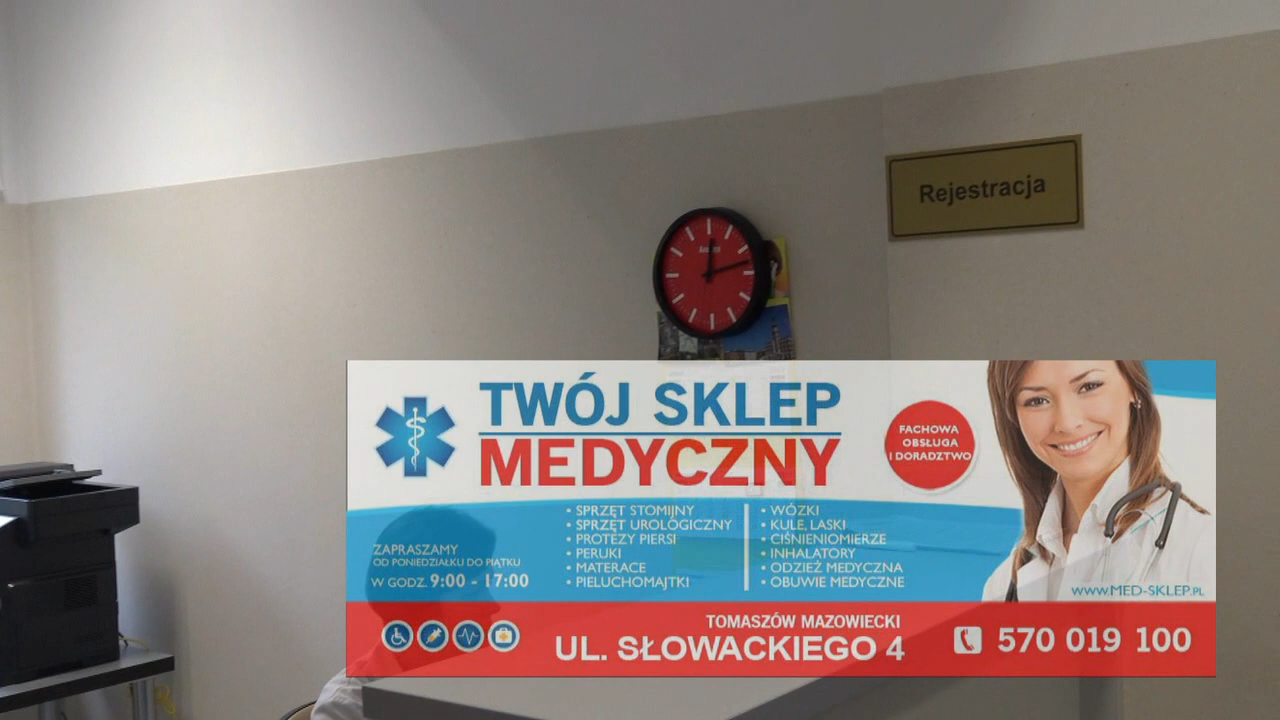 Rejestracja
TWÓJ SKLEP
MEDYCZNY
FACHOWA
OBSŁUGA
I DORADZTWO
ZAPRASZAMY
OD PONIEDZIAŁKU DO PIĄTKU
W GODZ. 9:00 - 17:00
• SPRZĘT STOMIJNY
• SPRZĘT UROLOGICZNY
• PROTEZY PIERSI
• PERUKI
• MATERACE
• PIELUCHOMAJTKI
• WÓZKI
• KULE, LASKI
• CIŚNIENIOMIERZE
• INHALATORY
• ODZIEŻ MEDYCZNA
• OBUWIE MEDYCZNE
WWW.MED-SKLEP.PL
TOMASZÓW MAZOWIECKI
UL. SŁOWACKIEGO 4
570 019 100